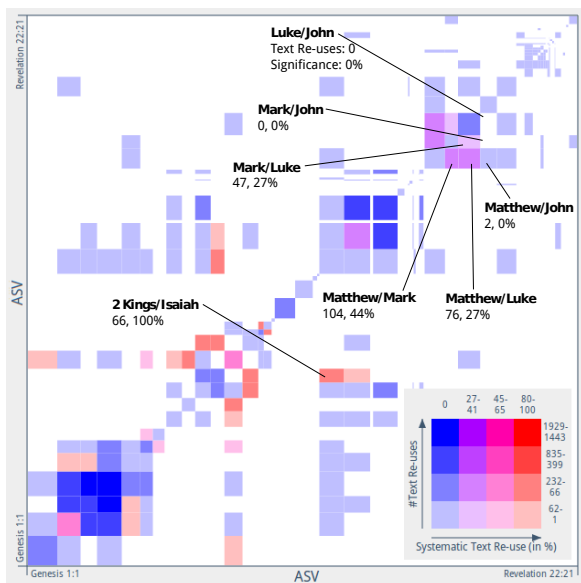 Revelation 22:21
ASV
Genesis 1:1
Luke/John
Text Re-uses: 0
Significance: 0%
Mark/John
0, 0%
Mark/Luke
47, 27%
Matthew/John
2, 0%
2 Kings/Isaiah
66, 100%
Matthew/Mark
104, 44%
Matthew/Luke
76, 27%
0
27-
41
45-
65
80-
100
#Text Re-uses
1929-
1443
835-
399
232-
66
62-
1
Systematic Text Re-use (in %)
Genesis 1:1
ASV
Revelation 22:21